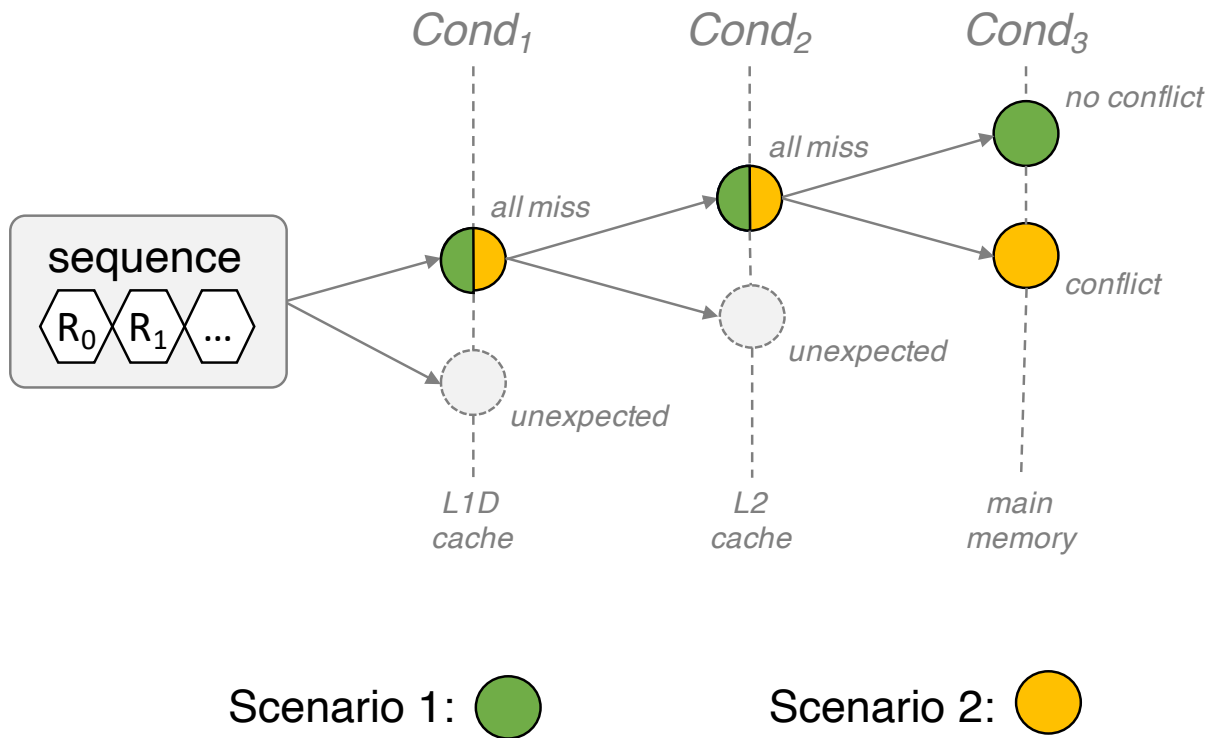 Cond1
Cond2
Cond3
no conflict
all miss
all miss
sequence
R0
R1
...
conflict
unexpected
unexpected
L1D
cache
L2
cache
main
memory
Scenario 1:
Scenario 2: